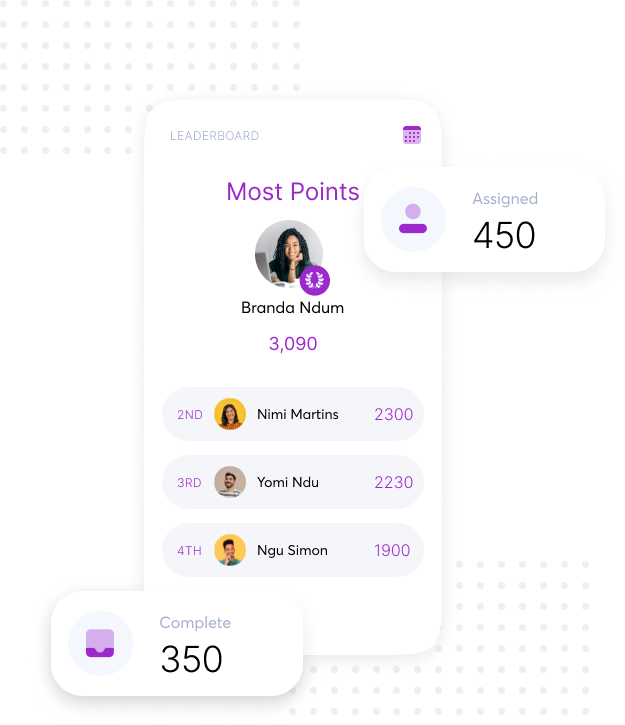 LEADERBOARD
Most Points
Assigned
450
Branda Ndum
3,090
2ND Nimi Martins 2300
3RD Yomi Ndu 2230
4TH Ngu Simon 1900
Complete
350